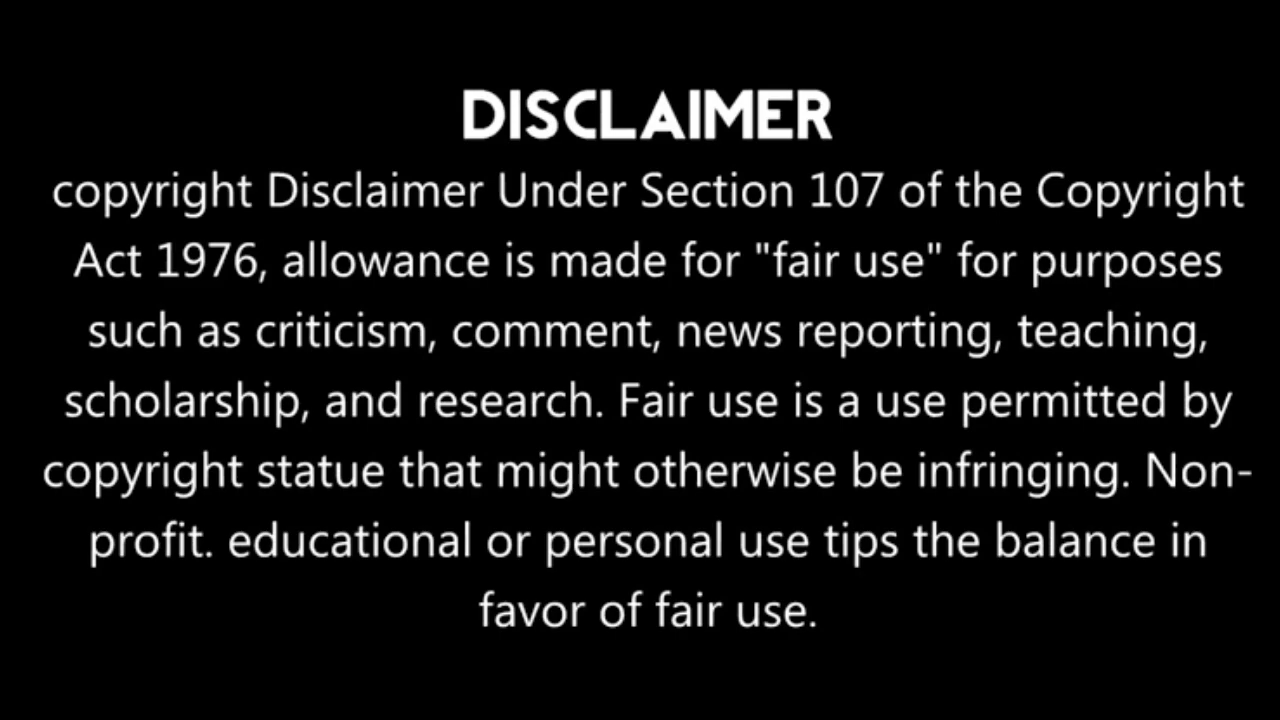 DISCLAIMER
copyright Disclaimer Under Section 107 of the Copyright
Act 1976, allowance is made for "fair use" for purposes
such as criticism, comment, news reporting, teaching,
scholarship, and research. Fair use is a use permitted by
copyright statue that might otherwise be infringing. Non-
profit. educational or personal use tips the balance in
favor of fair use.